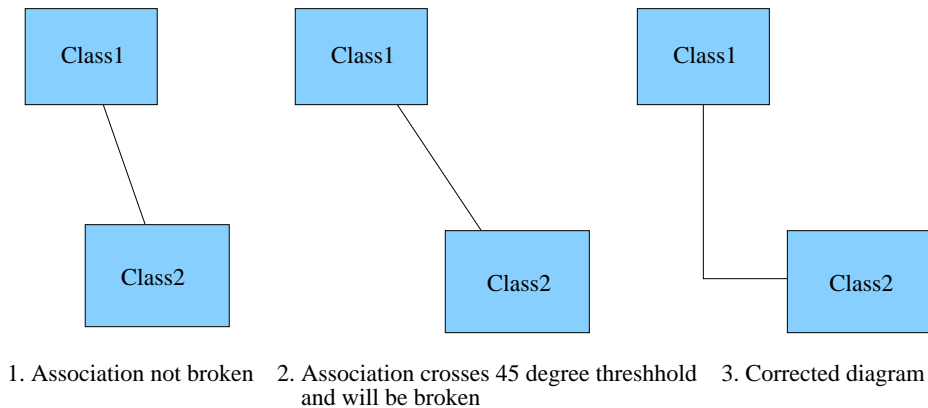 Class1
Class1
Class1
Class2
Class2
Class2
1. Association not broken
2. Association crosses 45 degree threshhold
and will be broken
3. Corrected diagram